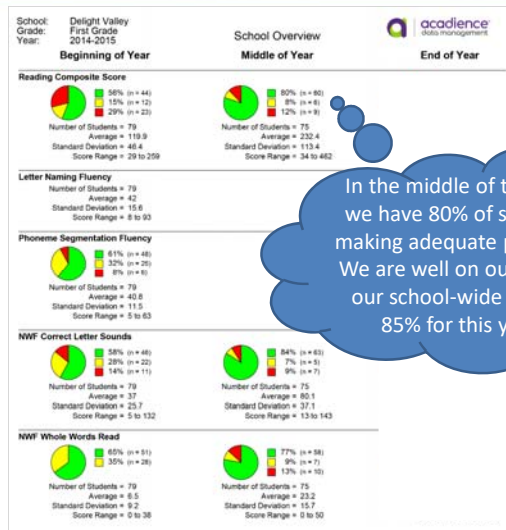 School: Delight Valley
Grade: First Grade
Year: 2014-2015
School Overview
acadience
data management
Beginning of Year
Middle of Year
End of Year
Reading Composite Score
56% (n = 44)
15% (n = 12)
29% (n = 23)
Number of Students = 79
Average = 119.9
Standard Deviation = 46.4
Score Range = 29 to 259
80% (n = 60)
8% (n = 6)
12% (n = 9)
Number of Students = 75
Average = 232.4
Standard Deviation = 113.4
Score Range = 34 to 462
In the middle of t
we have 80% of s
making adequate p
We are well on ou
our school-wide
85% for this y
Letter Naming Fluency
Number of Students = 79
Average = 42
Standard Deviation = 15.6
Score Range = 8 to 93
Phoneme Segmentation Fluency
61% (n = 48)
32% (n = 25)
8% (n = 6)
Number of Students = 79
Average = 40.8
Standard Deviation = 11.5
Score Range = 5 to 63
NWF Correct Letter Sounds
58% (n = 46)
28% (n = 22)
14% (n = 11)
Number of Students = 79
Average = 37
Standard Deviation = 25.7
Score Range = 5 to 132
84% (n = 63)
7% (n = 5)
9% (n = 7)
Number of Students = 75
Average = 80.1
Standard Deviation = 37.1
Score Range = 13 to 143
NWF Whole Words Read
65% (n = 51)
35% (n = 28)
Number of Students = 79
Average = 6.5
Standard Deviation = 9.2
Score Range = 0 to 38
77% (n = 58)
9% (n = 7)
13% (n = 10)
Number of Students = 75
Average = 23.2
Standard Deviation = 15.7
Score Range = 0 to 50